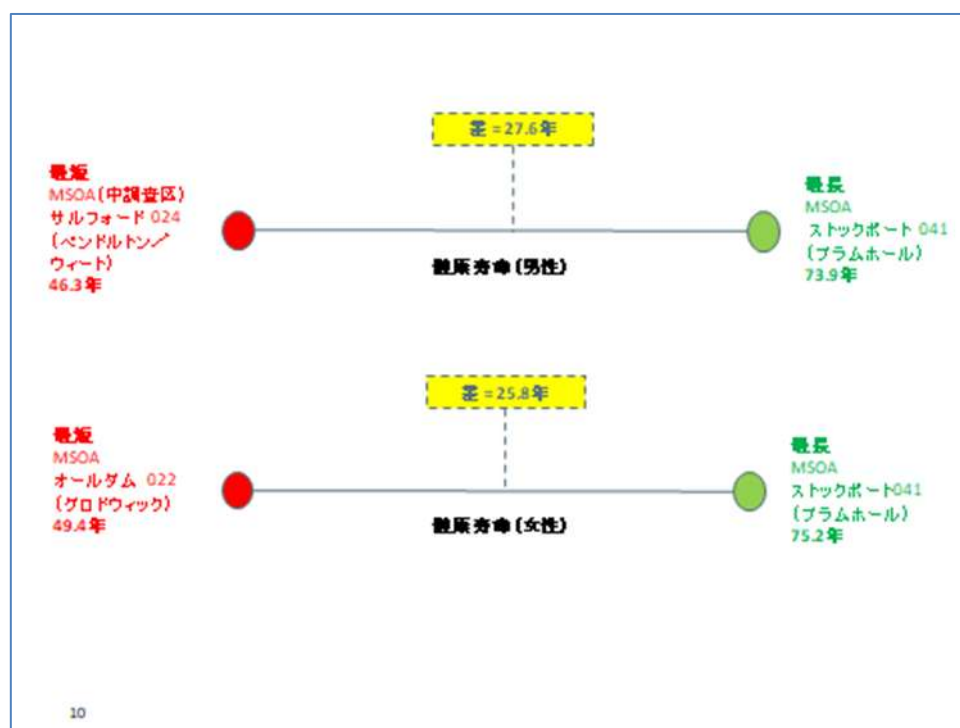 差 = 27.6年
最短
MSOA(中調査区)
サルフォード 024
(ペンドルトン/
ウィート)
46.3年
最長
MSOA
ストックポート 041
(ブラムホール)
73.9年
健康寿命(男性)
差 = 25.8年
最短
MSOA
オールダム 022
(グロドウィック)
49.4年
最長
MSOA
ストックポート041
(ブラムホール)
75.2年
健康寿命(女性)
10